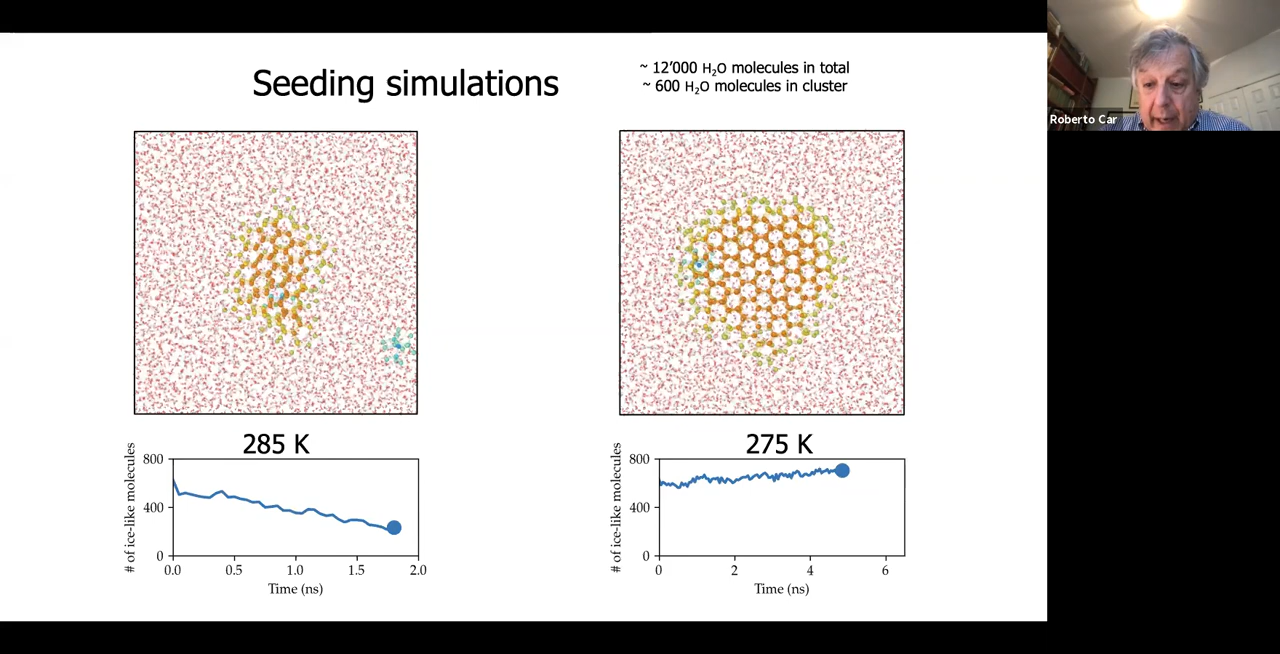 Seeding simulations
~ 12'000 H₂O molecules in total
~ 600 H₂O molecules in cluster
Roberto Car
285 K
# of ice-like molecules
800
400
0
0.0 0.5 1.0 1.5 2.0
Time (ns)
275 K
# of ice-like molecules
800
400
0
0 2 4 6
Time (ns)